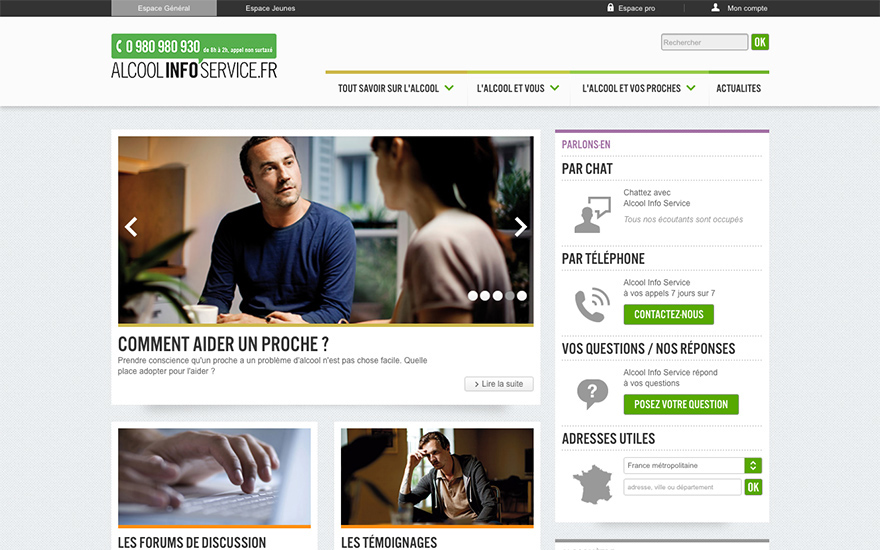 Espace Général
Espace Jeunes
Espace pro
Mon compte
0 980 980 930 de 8h à 2h, appel non surtaxé
ALCOOL INFO SERVICE.FR
Rechercher
OK
TOUT SAVOIR SUR L'ALCOOL
L'ALCOOL ET VOUS
L'ALCOOL ET VOS PROCHES
ACTUALITES
COMMENT AIDER UN PROCHE ?
Prendre conscience qu'un proche a un problème d'alcool n'est pas chose facile. Quelle
place adopter pour l'aider ?
Lire la suite
LES FORUMS DE DISCUSSION
LES TÉMOIGNAGES
PARLONS-EN
PAR CHAT
Chattez avec
Alcool Info Service
Tous nos écoutants sont occupés
PAR TÉLÉPHONE
Alcool Info Service
à vos appels 7 jours sur 7
CONTACTEZ-NOUS
VOS QUESTIONS / NOS RÉPONSES
?
Alcool Info Service répond
à vos questions
POSEZ VOTRE QUESTION
ADRESSES UTILES
France métropolitaine
adresse, ville ou département
OK